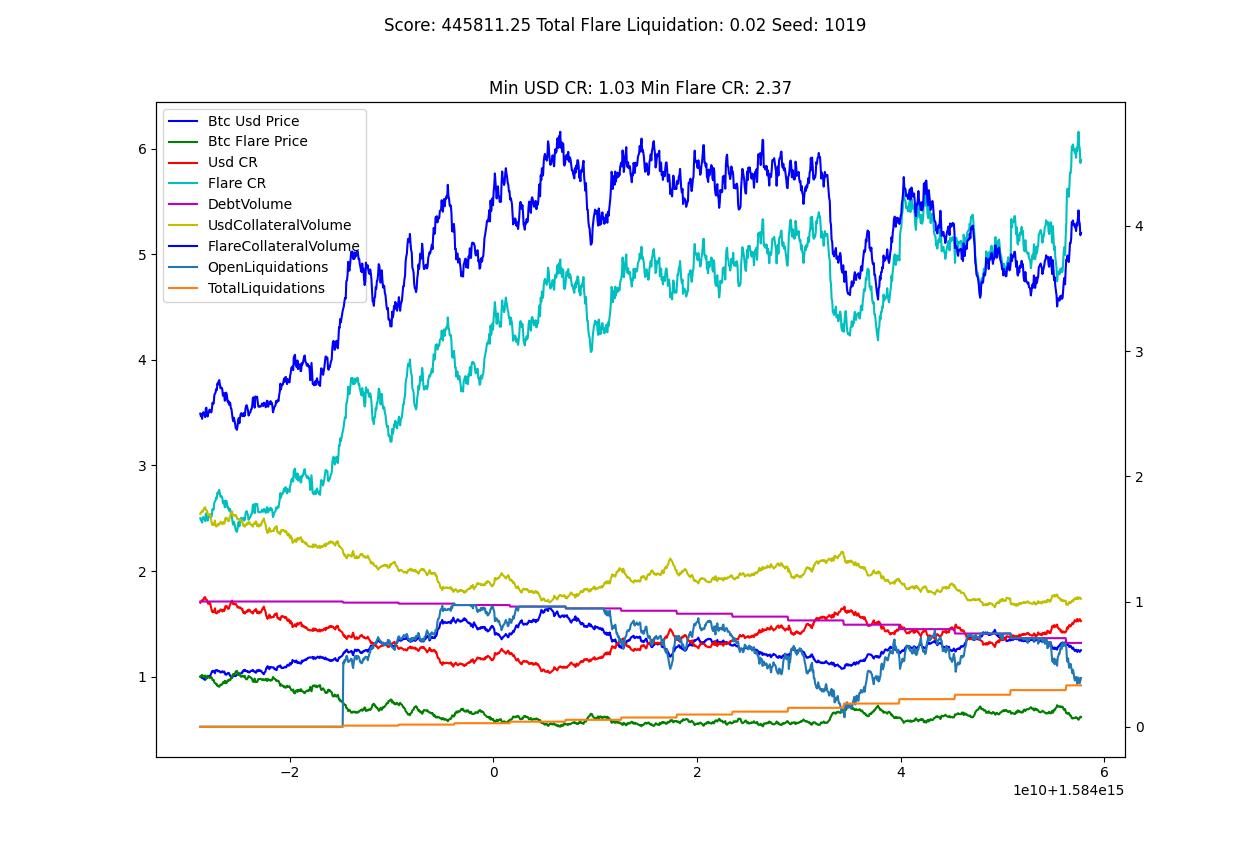 Score: 445811.25 Total Flare Liquidation: 0.02 Seed: 1019
Min USD CR: 1.03 Min Flare CR: 2.37
Btc Usd Price
Btc Flare Price
Usd CR
Flare CR
DebtVolume
UsdCollateralVolume
FlareCollateralVolume
OpenLiquidations
TotalLiquidations
6
5
4
3
2
1
4
3
2
1
0
−2
0
2
4
6
1e10+1.584e15